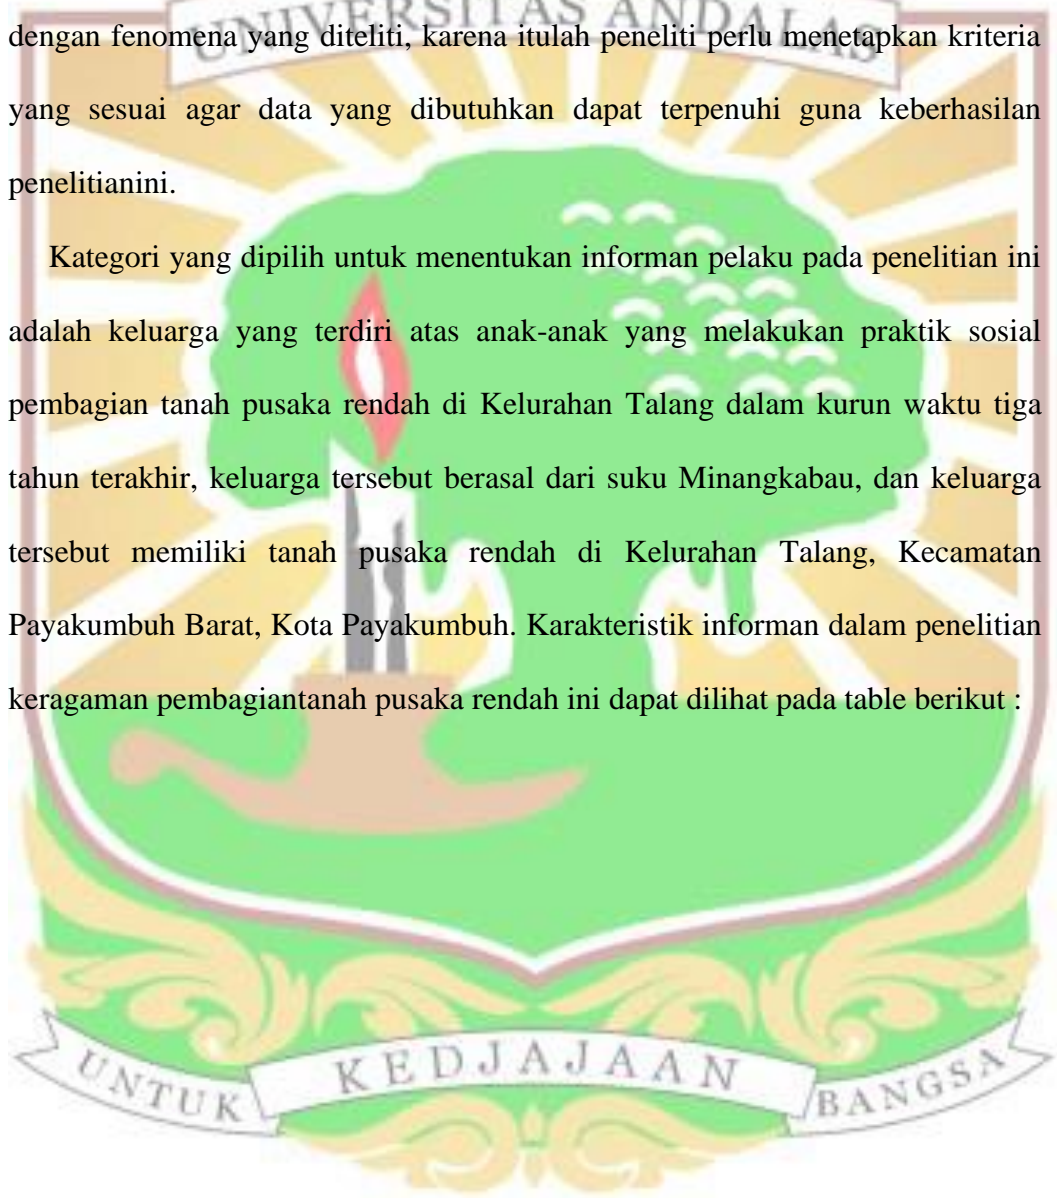 UNIVERSITAS ANDALAS
dengan fenomena yang diteliti, karena itulah peneliti perlu menetapkan kriteria
yang sesuai agar data yang dibutuhkan dapat terpenuhi guna keberhasilan
penelitianini.
Kategori yang dipilih untuk menentukan informan pelaku pada penelitian ini
adalah keluarga yang terdiri atas anak-anak yang melakukan praktik sosial
pembagian tanah pusaka rendah di Kelurahan Talang dalam kurun waktu tiga
tahun terakhir, keluarga tersebut berasal dari suku Minangkabau, dan keluarga
tersebut memiliki tanah pusaka rendah di Kelurahan Talang, Kecamatan
Payakumbuh Barat, Kota Payakumbuh. Karakteristik informan dalam penelitian
keragaman pembagiantanah pusaka rendah ini dapat dilihat pada table berikut :
UNTUK KEDJAJAAN BANGSA